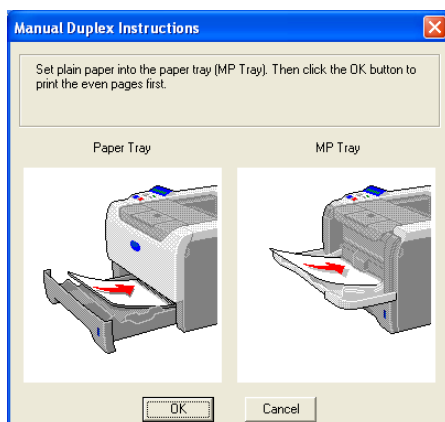 Manual Duplex Instructions
Set plain paper into the paper tray (MP Tray). Then click the OK button to
print the even pages first.
Paper Tray
MP Tray
OK
Cancel